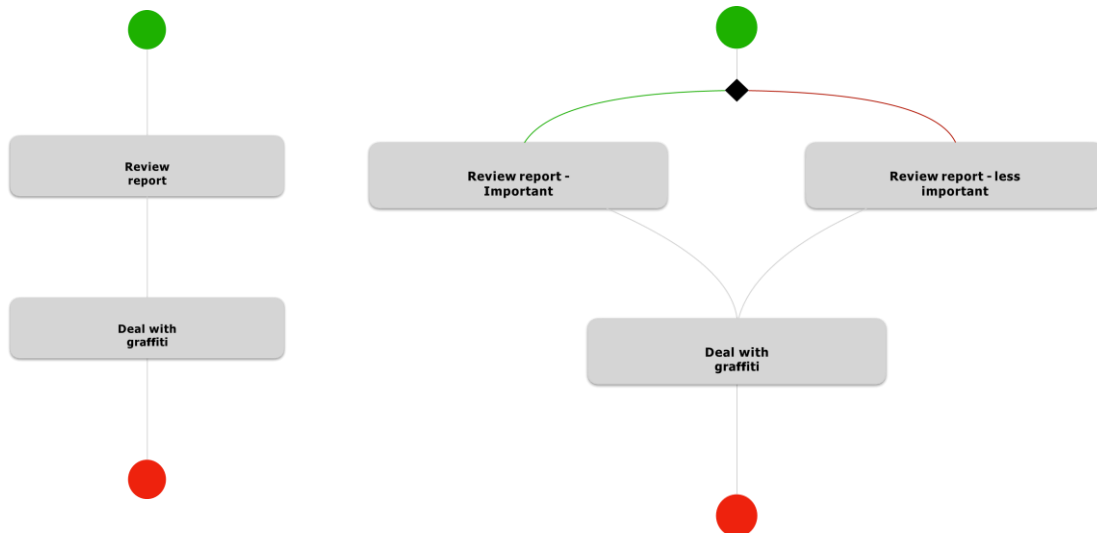 Review
report
Deal with
graffiti
Review report -
Important
Review report - less
important
Deal with
graffiti